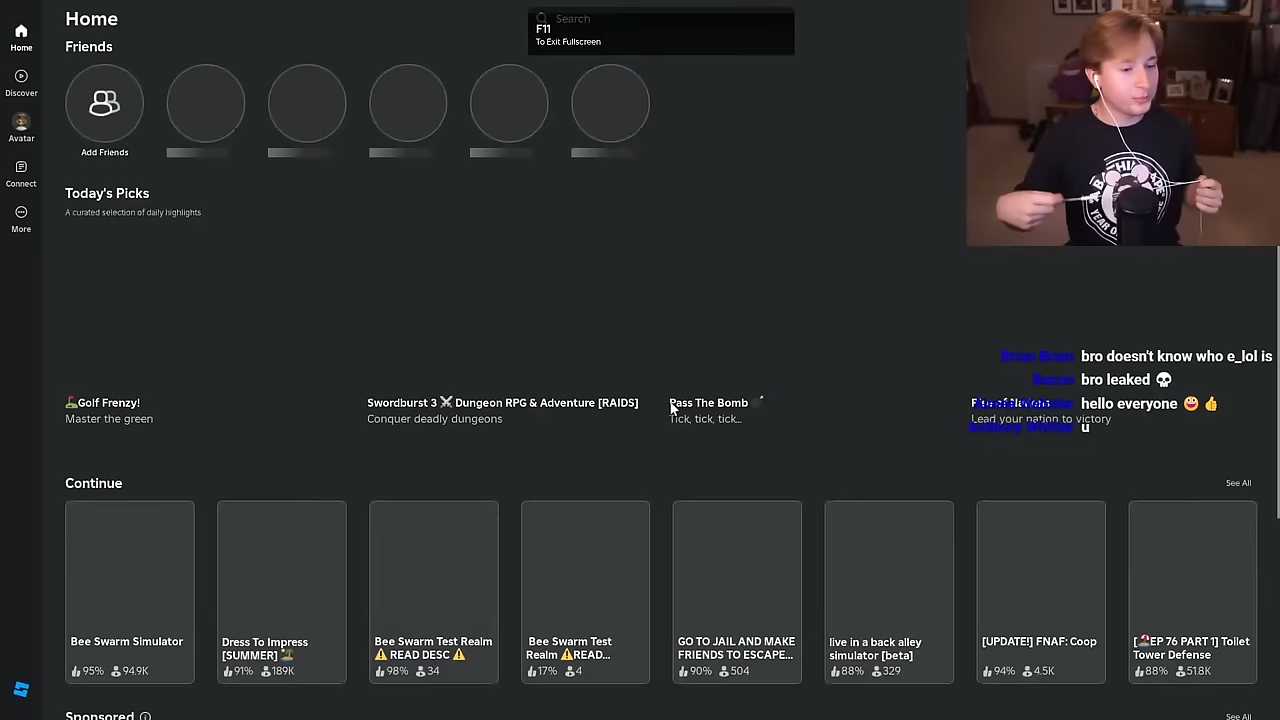 Home
Friends
Search
F11
To Exit Fullscreen
Home
Discover
Avatar
Connect
More
Add Friends
Today's Picks
A curated selection of daily highlights
bro doesn't know who e_lol is
bro leaked 💀
hello everyone 😀 👍
u
⛳Golf Frenzy!
Master the green
Swordburst 3 ⚔️ Dungeon RPG & Adventure [RAIDS]
Conquer deadly dungeons
Pass The Bomb 💣
Tick, tick, tick...
Lead your nation to victory
Continue
See All
Bee Swarm Simulator
95% 94.9K
Dress To Impress
[SUMMER] 🏝️
91% 189K
Bee Swarm Test Realm
⚠️ READ DESC ⚠️
98% 34
Bee Swarm Test
Realm ⚠️READ...
17% 4
GO TO JAIL AND MAKE
FRIENDS TO ESCAPE...
90% 504
live in a back alley
simulator [beta]
88% 329
[UPDATE!] FNAF: Coop
94% 4.5K
[🏖️EP 76 PART 1] Toilet
Tower Defense
88% 51.8K
Sponsored
See All